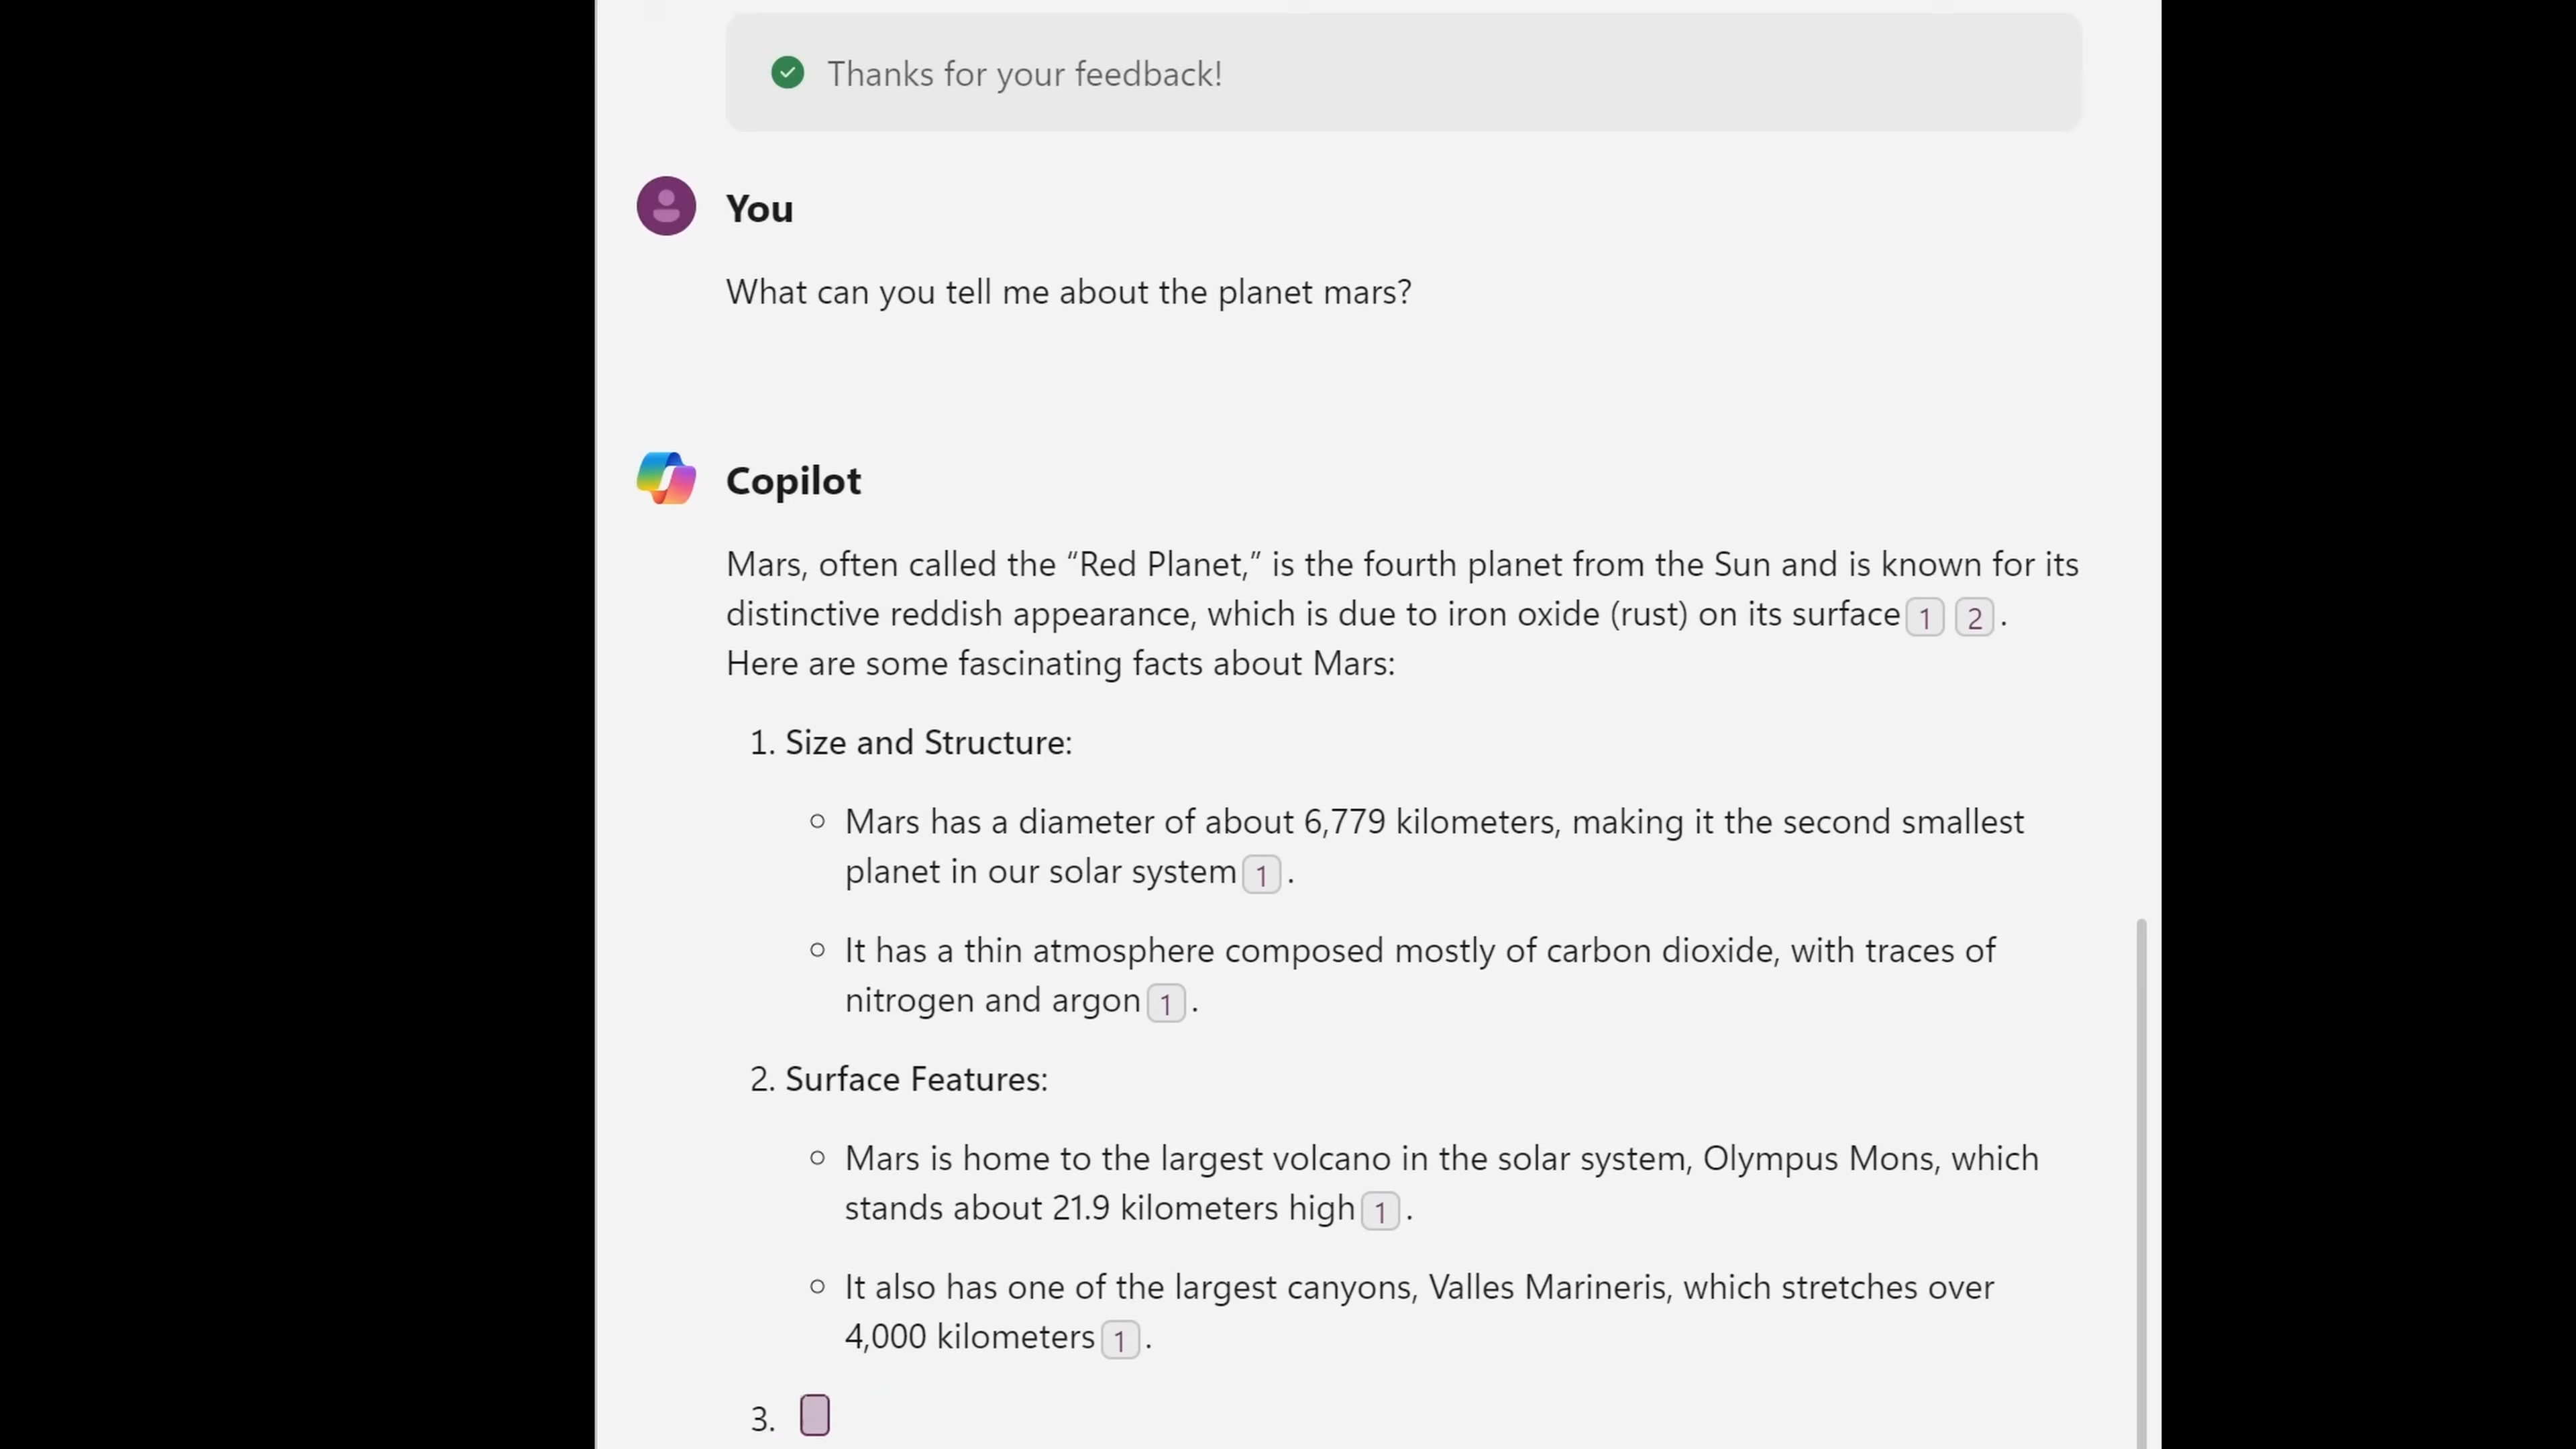 Thanks for your feedback!
You
What can you tell me about the planet mars?
Copilot
Mars, often called the “Red Planet,” is the fourth planet from the Sun and is known for its
distinctive reddish appearance, which is due to iron oxide (rust) on its surface 1 2 .
Here are some fascinating facts about Mars:
1. Size and Structure:
○ Mars has a diameter of about 6,779 kilometers, making it the second smallest
planet in our solar system 1 .
○ It has a thin atmosphere composed mostly of carbon dioxide, with traces of
nitrogen and argon 1 .
2. Surface Features:
○ Mars is home to the largest volcano in the solar system, Olympus Mons, which
stands about 21.9 kilometers high 1 .
○ It also has one of the largest canyons, Valles Marineris, which stretches over
4,000 kilometers 1 .
3.